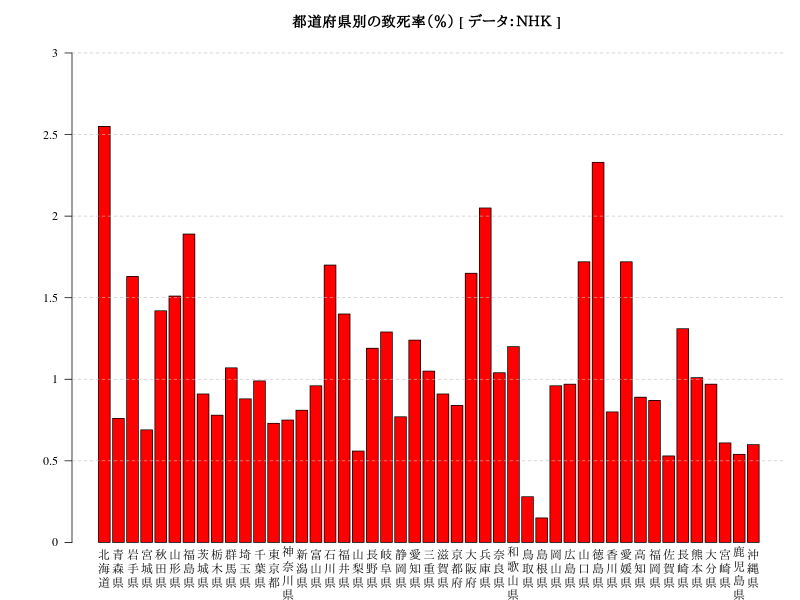 都道府県別の致死率(%) [ データ:NHK ]
3
2.5
2
1.5
1
0.5
0
北海道
青森県
岩手県
宮城県
秋田県
山形県
福島県
茨城県
栃木県
群馬県
埼玉県
千葉県
東京都
神奈川県
新潟県
富山県
石川県
福井県
山梨県
長野県
岐阜県
静岡県
愛知県
三重県
滋賀県
京都府
大阪府
兵庫県
奈良県
和歌山県
鳥取県
島根県
岡山県
広島県
山口県
徳島県
香川県
愛媛県
高知県
福岡県
佐賀県
長崎県
熊本県
大分県
宮崎県
鹿児島県
沖縄県